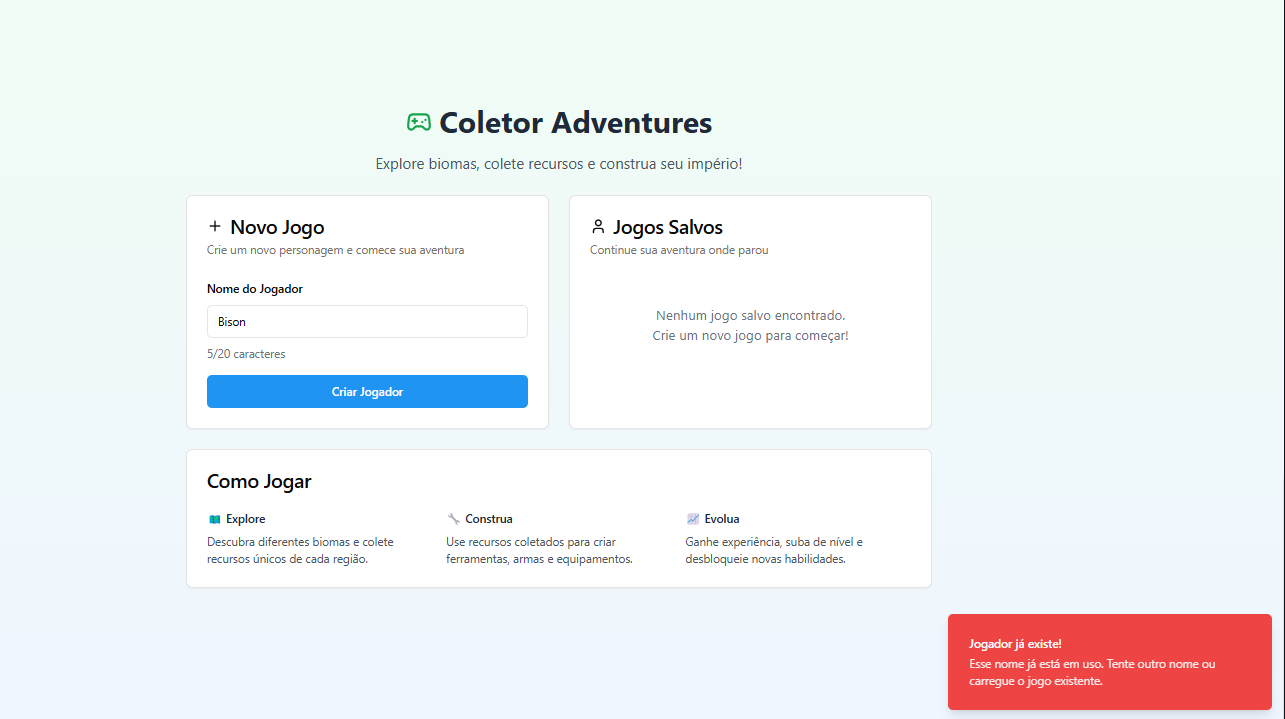 Coletor Adventures
Explore biomas, colete recursos e construa seu império!
Novo Jogo
Crie um novo personagem e comece sua aventura
Nome do Jogador
Bison
5/20 caracteres
Criar Jogador
Jogos Salvos
Continue sua aventura onde parou
Nenhum jogo salvo encontrado.
Crie um novo jogo para começar!
Como Jogar
Explore
Descubra diferentes biomas e colete
recursos únicos de cada região.
Construa
Use recursos coletados para criar
ferramentas, armas e equipamentos.
Evolua
Ganhe experiência, suba de nível e
desbloqueie novas habilidades.
Jogador já existe!
Esse nome já está em uso. Tente outro nome ou
carregue o jogo existente.